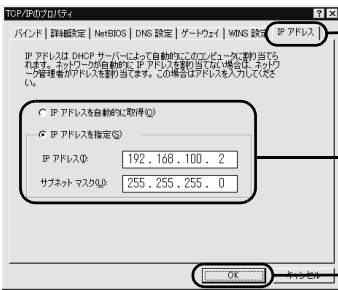 TCP/IPのプロパティ
バインド 詳細設定 NetBIOS DNS 設定 ゲートウェイ WINS 設定 IP アドレス
IP アドレスは DHCP サーバーによって自動的にこのコンピュータに割り当てら
れます。ネットワークが自動的に IP アドレスを割り当てない場合は、ネットワ
ーク管理者がアドレスを割り当てます。この場合はアドレスを入力してくださ
い。
IP アドレスを自動的に取得(O)
IP アドレスを指定(S)
IP アドレス(I): 192.168.100. 2
サブネット マスク(U): 255.255.255. 0
OK キャンセル